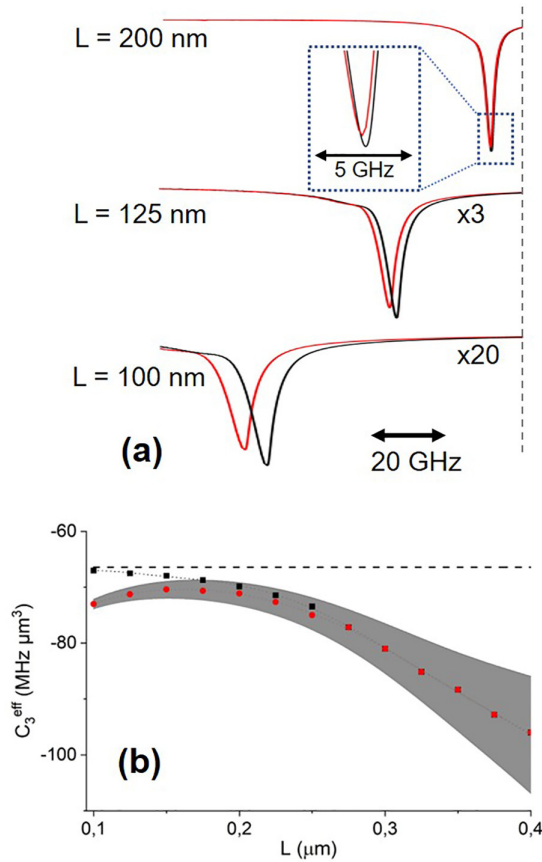 (a)
L = 200 nm
5 GHz
L = 125 nm
x3
x20
L = 100 nm
(a)
20 GHz
-60
-80
-100
C₃ᵉᶠᶠ (MHz μm³)
(b)
0,1
0,2
0,3
0,4
L (μm)